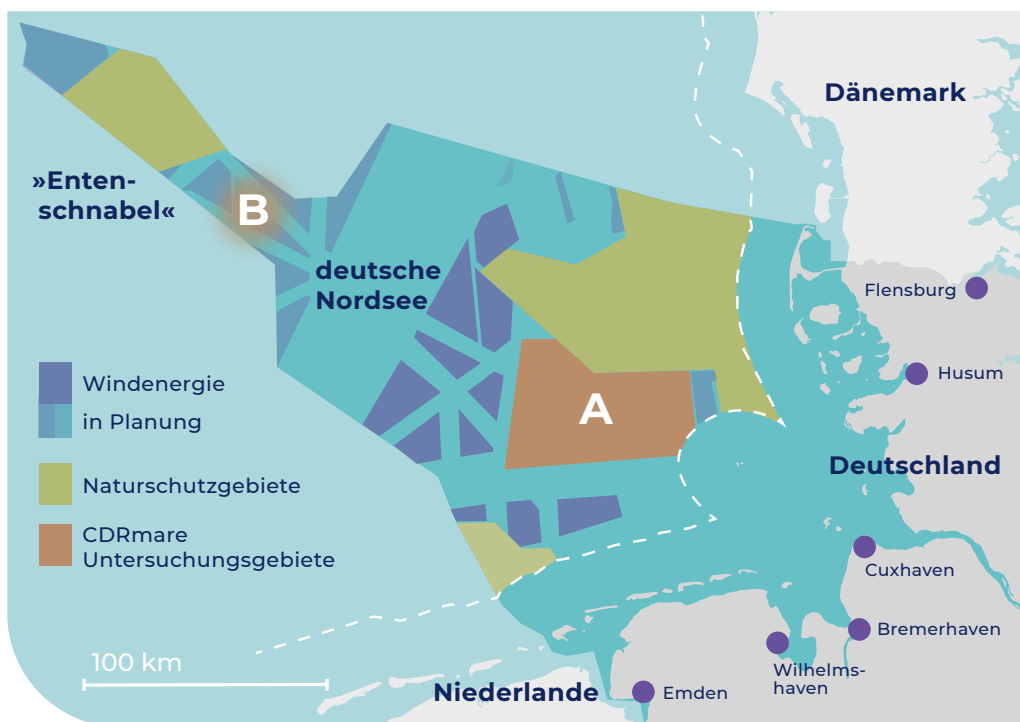 Dänemark
»Enten-
schnabel«
B
deutsche
Nordsee
Flensburg
Windenergie
in Planung
Husum
A
Deutschland
Naturschutzgebiete
CDRmare
Untersuchungsgebiete
Cuxhaven
Bremerhaven
100 km
Wilhelms-
haven
Niederlande
Emden